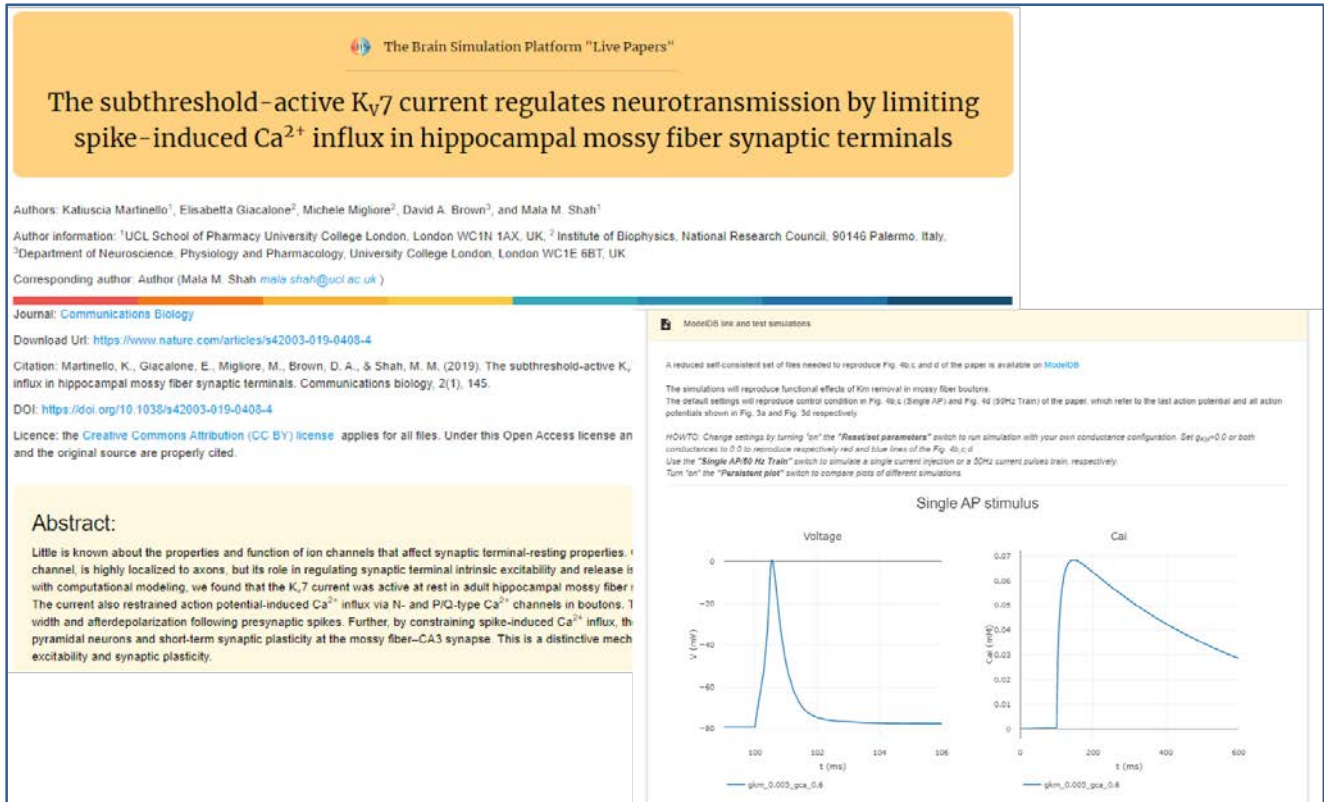 The Brain Simulation Platform "Live Papers"
The subthreshold-active Kv7 current regulates neurotransmission by limiting
spike-induced Ca2+ influx in hippocampal mossy fiber synaptic terminals
Authors: Katiuscia Martinello1, Elisabetta Giacalone2, Michele Migliore2, David A. Brown3, and Mala M. Shah1
Author information: 1UCL School of Pharmacy University College London, London WC1N 1AX, UK, 2 Institute of Biophysics, National Research Council, 90146 Palermo, Italy,
3Department of Neuroscience, Physiology and Pharmacology, University College London, London WC1E 6BT, UK
Corresponding author: Author (Mala M. Shah mala.shah@ucl.ac.uk )
Journal: Communications Biology
Download Url: https://www.nature.com/articles/s42003-019-0408-4
Citation: Martinello, K., Giacalone, E., Migliore, M., Brown, D. A., & Shah, M. M. (2019). The subthreshold-active K
influx in hippocampal mossy fiber synaptic terminals. Communications biology, 2(1), 145.
DOI: https://doi.org/10.1038/s42003-019-0408-4
Licence: the Creative Commons Attribution (CC BY) license applies for all files. Under this Open Access license an
and the original source are properly cited.
Abstract:
Little is known about the properties and function of ion channels that affect synaptic terminal-resting properties.
channel, is highly localized to axons, but its role in regulating synaptic terminal intrinsic excitability and release is
with computational modeling, we found that the Kv7 current was active at rest in adult hippocampal mossy fiber
The current also restrained action potential-induced Ca2+ influx via N- and P/Q-type Ca2+ channels in boutons. T
width and afterdepolarization following presynaptic spikes. Further, by constraining spike-induced Ca2+ influx, the
pyramidal neurons and short-term synaptic plasticity at the mossy fiber–CA3 synapse. This is a distinctive mech
excitability and synaptic plasticity.
ModelDB link and test simulations
A reduced self-consistent set of files needed to reproduce Fig. 4b,c and d of the paper is available on ModelDB
The simulations will reproduce functional effects of Km removal in mossy fiber boutons.
The default settings will reproduce control condition in Fig. 4b,c (Single AP) and Fig. 4d (50Hz Train) of the paper, which refer to the last action potential and all action
potentials shown in Fig. 3a and Fig. 3d respectively.
HOWTO: Change settings by turning "on" the "Reset/set parameters" switch to run simulation with your own conductance configuration. Set gKM=0.0 or both
conductances to 0.0 to reproduce respectively red and blue lines of the Fig. 4b,c,d
Use the "Single AP/50 Hz Train" switch to simulate a single current injection or a 50Hz current pulses train, respectively.
Turn "on" the "Persistent plot" switch to compare plots of different simulations.
Single AP stimulus
Voltage
Cai
0
−20
−40
−60
−80
V (mV)
100 102 104 106
t (ms)
gkm_0.005_gca_0.6
0.07
0.06
0.05
0.04
0.03
0.02
0.01
0
Cai (mM)
0 200 400 600
t (ms)
gkm_0.005_gca_0.6